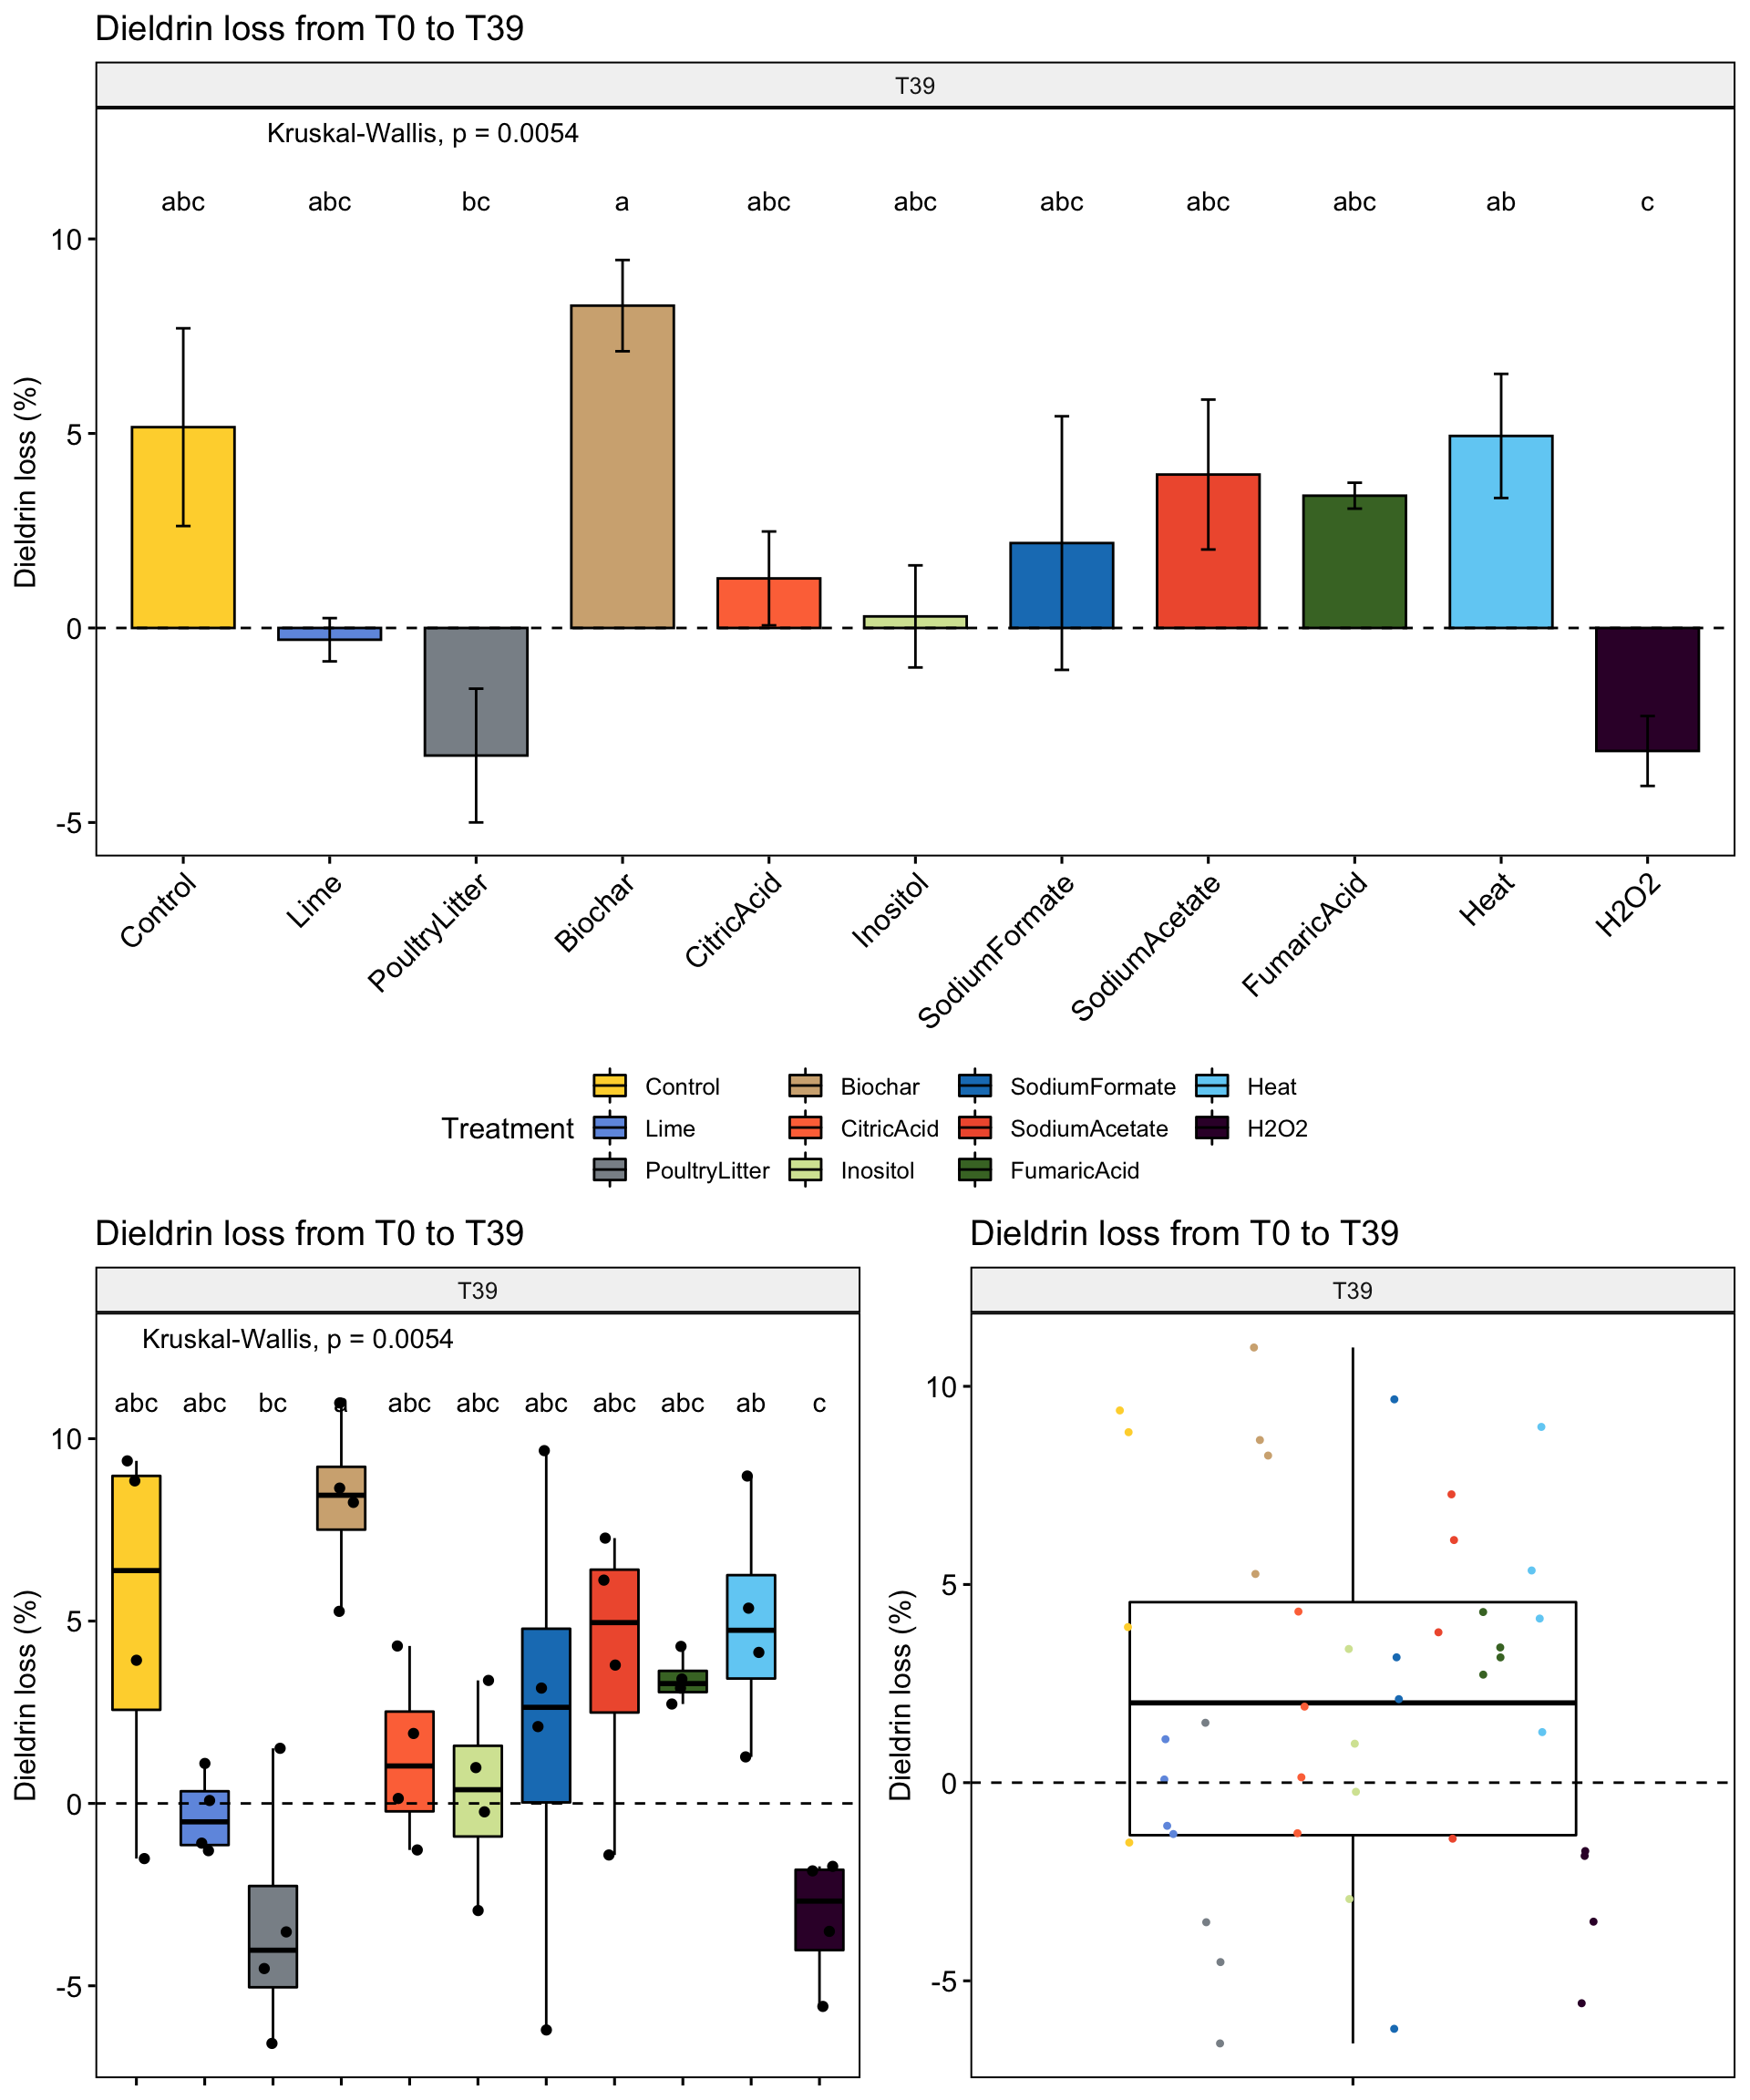 Dieldrin loss from T0 to T39
T39
Kruskal-Wallis, p = 0.0054
abc abc bc a abc abc abc abc abc ab c
10
5
0
-5
Dieldrin loss (%)
Control Lime PoultryLitter Biochar CitricAcid Inositol SodiumFormate SodiumAcetate FumaricAcid Heat H2O2
Treatment
Control Biochar SodiumFormate Heat
Lime CitricAcid SodiumAcetate H2O2
PoultryLitter Inositol FumaricAcid
Dieldrin loss from T0 to T39
T39
Kruskal-Wallis, p = 0.0054
abc abc bc a abc abc abc abc abc ab c
10
5
0
-5
Dieldrin loss (%)
Dieldrin loss from T0 to T39
T39
10
5
0
-5
Dieldrin loss (%)